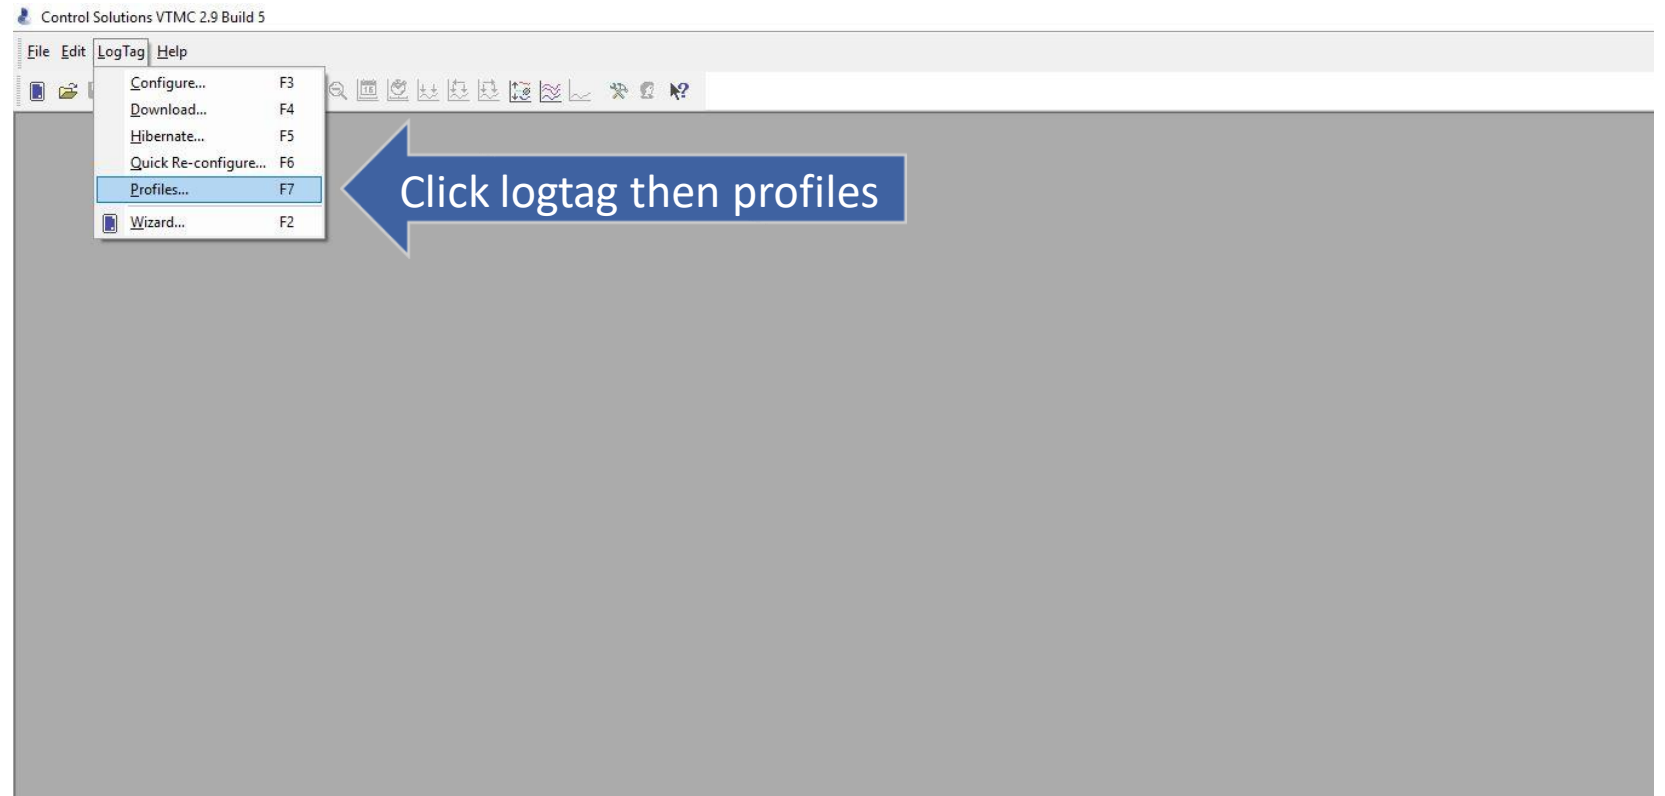 Control Solutions VTMC 2.9 Build 5
File Edit LogTag Help
Configure... F3
Download... F4
Hibernate... F5
Quick Re-configure... F6
Profiles... F7
Wizard... F2
16
Click logtag then profiles